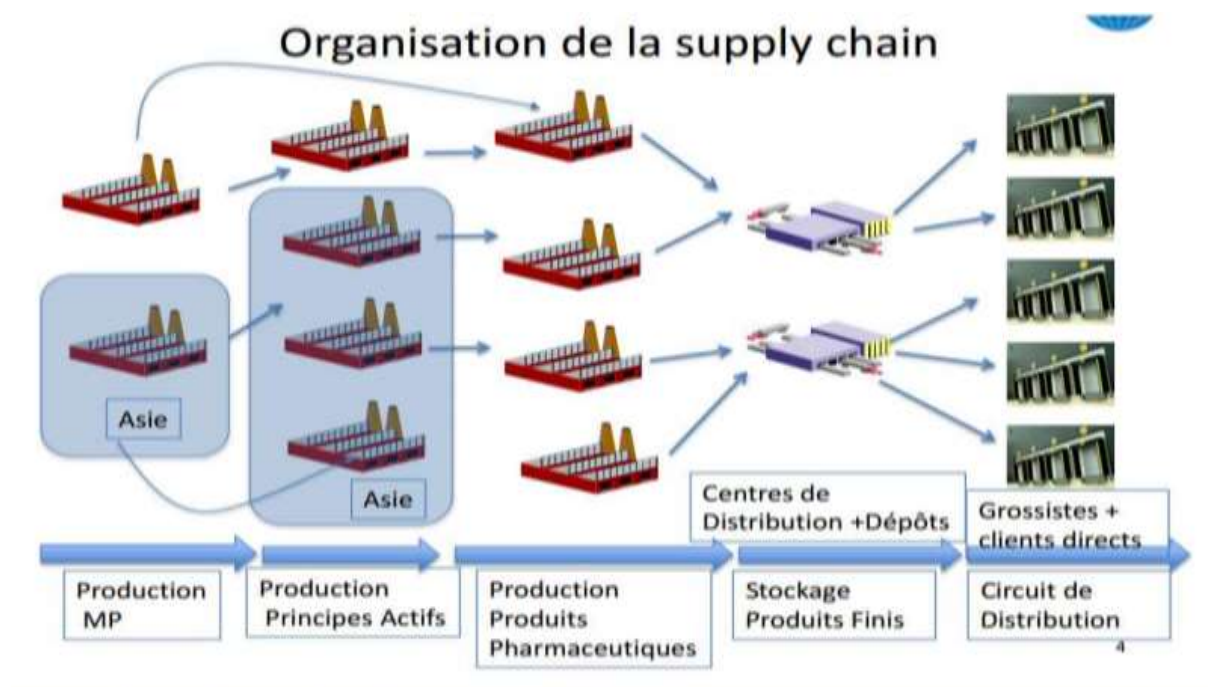 Organisation de la supply chain
Asie
Asie
Centres de
Distribution +Dépôts
Grossistes +
clients directs
Production
MP
Production
Principes Actifs
Production
Produits
Pharmaceutiques
Stockage
Produits Finis
Circuit de
Distribution
4